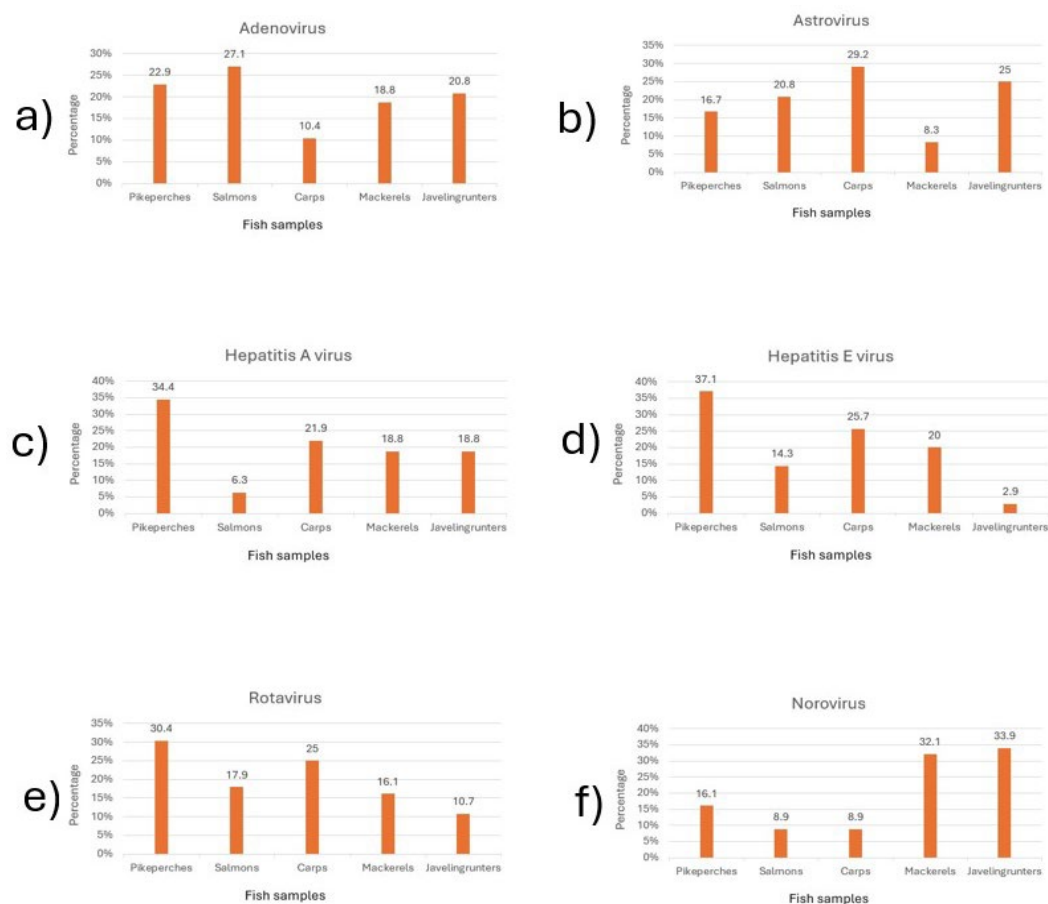 a)
Adenovirus
Percentage
30%
25%
20%
15%
10%
5%
0%
22.9
27.1
10.4
18.8
20.8
Pikeperches Salmons Carps Mackerels Javelingrunters
Fish samples
b)
Astrovirus
Percentage
35%
30%
25%
20%
15%
10%
5%
0%
16.7
20.8
29.2
8.3
25
Pikeperches Salmons Carps Mackerels Javelingrunters
Fish samples
c)
Hepatitis A virus
Percentage
40%
35%
30%
25%
20%
15%
10%
5%
0%
34.4
6.3
21.9
18.8
18.8
Pikeperches Salmons Carps Mackerels Javelingrunters
Fish samples
d)
Hepatitis E virus
Percentage
40%
35%
30%
25%
20%
15%
10%
5%
0%
37.1
14.3
25.7
20
2.9
Pikeperches Salmons Carps Mackerels Javelingrunters
Fish samples
e)
Rotavirus
Percentage
35%
30%
25%
20%
15%
10%
5%
0%
30.4
17.9
25
16.1
10.7
Pikeperches Salmons Carps Mackerels Javelingrunters
Fish samples
f)
Norovirus
Percentage
40%
35%
30%
25%
20%
15%
10%
5%
0%
16.1
8.9
8.9
32.1
33.9
Pikeperches Salmons Carps Mackerels Javelingrunters
Fish samples